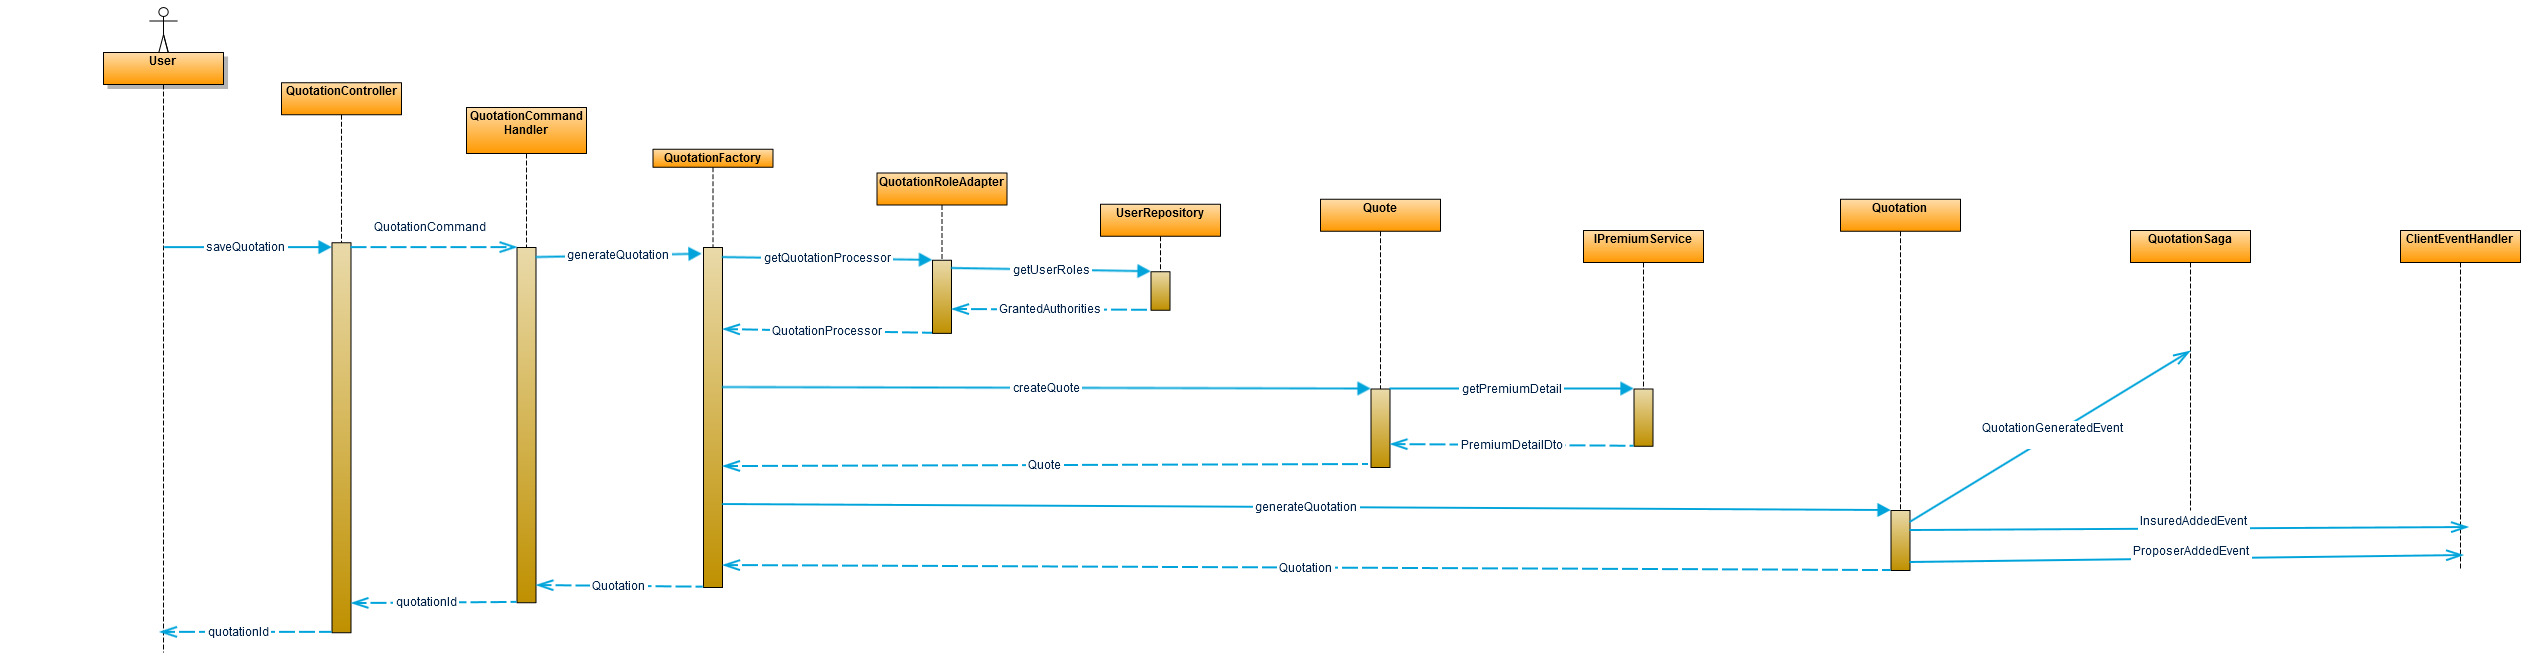 User
QuotationController
QuotationCommand
Handler
QuotationFactory
QuotationRoleAdapter
UserRepository
Quote
Quotation
IPremiumService
QuotationSaga
ClientEventHandler
QuotationCommand
saveQuotation
generateQuotation
getQuotationProcessor
getUserRoles
GrantedAuthorities
QuotationProcessor
createQuote
getPremiumDetail
QuotationGeneratedEvent
PremiumDetailDto
Quote
generateQuotation
InsuredAddedEvent
ProposerAddedEvent
Quotation
Quotation
quotationId
quotationId